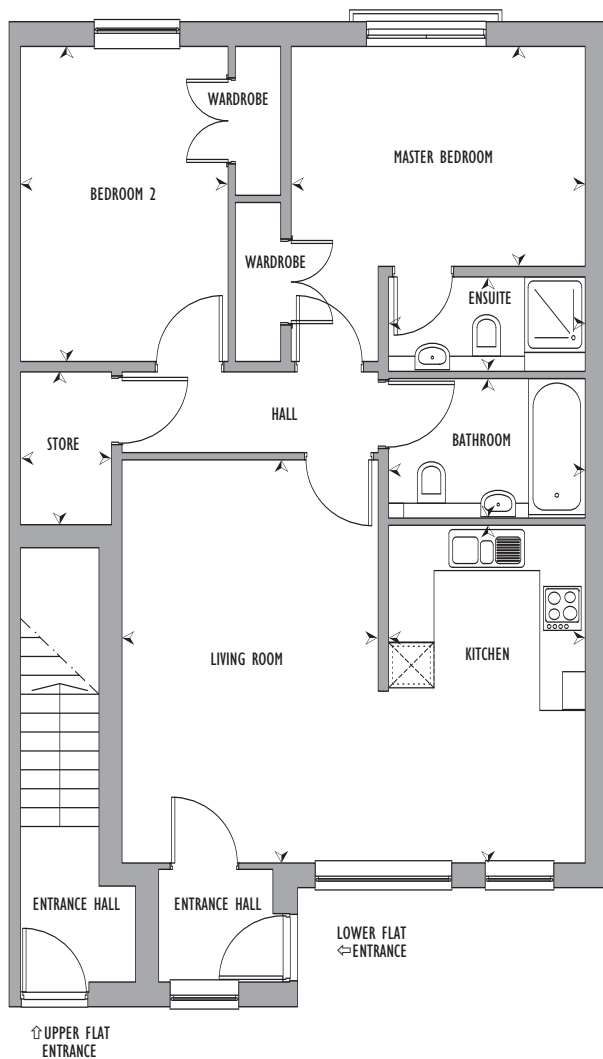 WARDROBE
MASTER BEDROOM
BEDROOM 2
WARDROBE
ENSUITE
HALL
STORE
BATHROOM
LIVING ROOM
KITCHEN
ENTRANCE HALL
ENTRANCE HALL
LOWER FLAT
⇦ENTRANCE
⇧UPPER FLAT
ENTRANCE